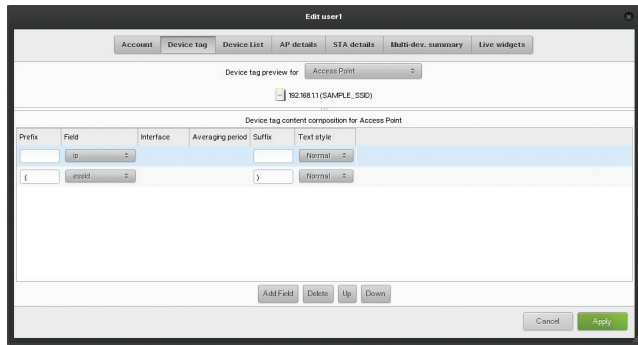 Edit user1
Account Device tag Device List AP details STA details Multi-dev. summary Live widgets
Device tag preview for Access Point
192.168.1.1 (SAMPLE_SSID)
Device tag content composition for Access Point
Prefix Field Interface Averaging period Suffix Text style
ip Normal
( essid ) Normal
Add Field Delete Up Down
Cancel Apply